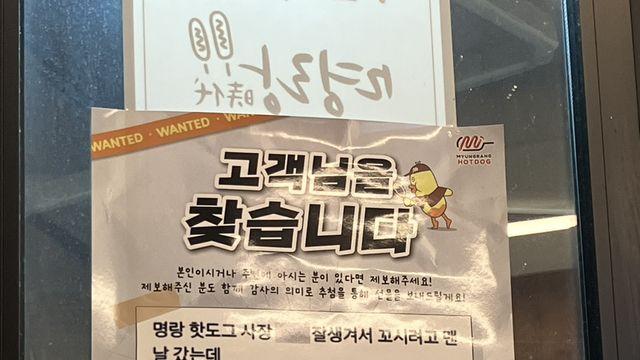 명랑
時代
WANTED · WANTED · WANTED · WANTED
MYUNGRANG
HOTDOG
고객님을
찾습니다
본인이시거나 주변에 아시는 분이 있다면 제보해주세요!
제보해주신 분도 함께 감사의 의미로 추첨을 통해 선물을 보내드릴게요!
명랑 핫도그 사장 잘생겨서 꼬시려고 맨
날 갔는데